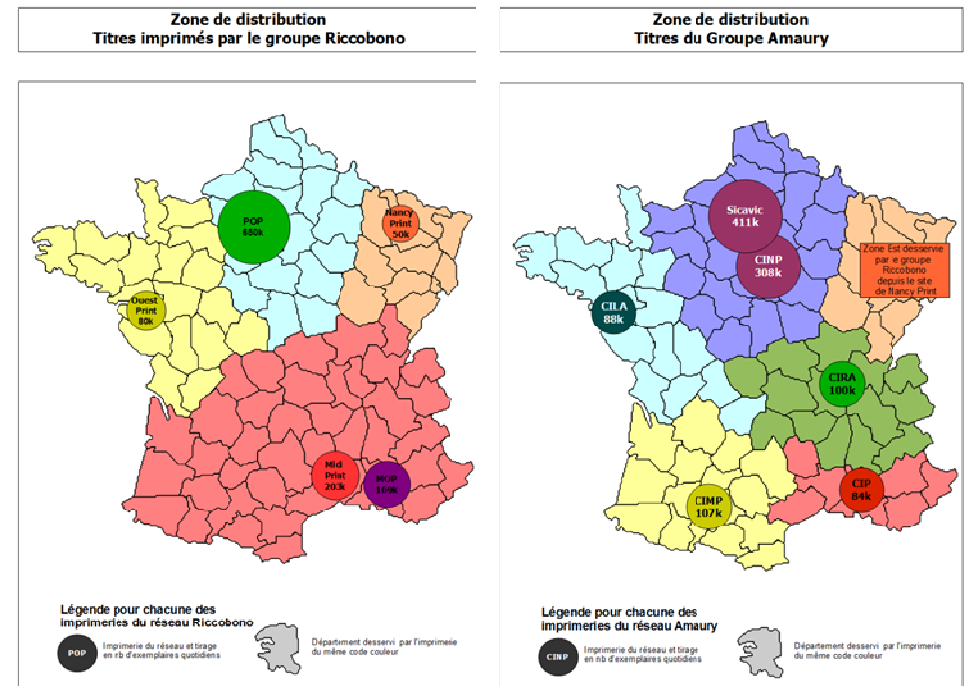 Zone de distribution
Titres imprimés par le groupe Riccobono
POP
680k
Nancy
Print
50k
Ouest
Print
80k
Mid
Print
203k
MOP
169k
Légende pour chacune des
imprimeries du réseau Riccobono
POP
Imprimerie du réseau et tirage
en nb d'exemplaires quotidiens
Département desservi par l'imprimeie
du même code couleur
Zone de distribution
Titres du Groupe Amaury
Sicavic
411k
CINP
308k
Zone Est desservie
par le groupe
Riccobono
depuis le site
de Nancy Print
CILA
88k
CIRA
100k
CIP
84k
CIMP
107k
Légende pour chacune des
imprimeries du réseau Amaury
CINP
Imprimerie du réseau et tirage
en nb d'exemplaires quotidiens
Département desservi par l'imprimerie
du même code couleur